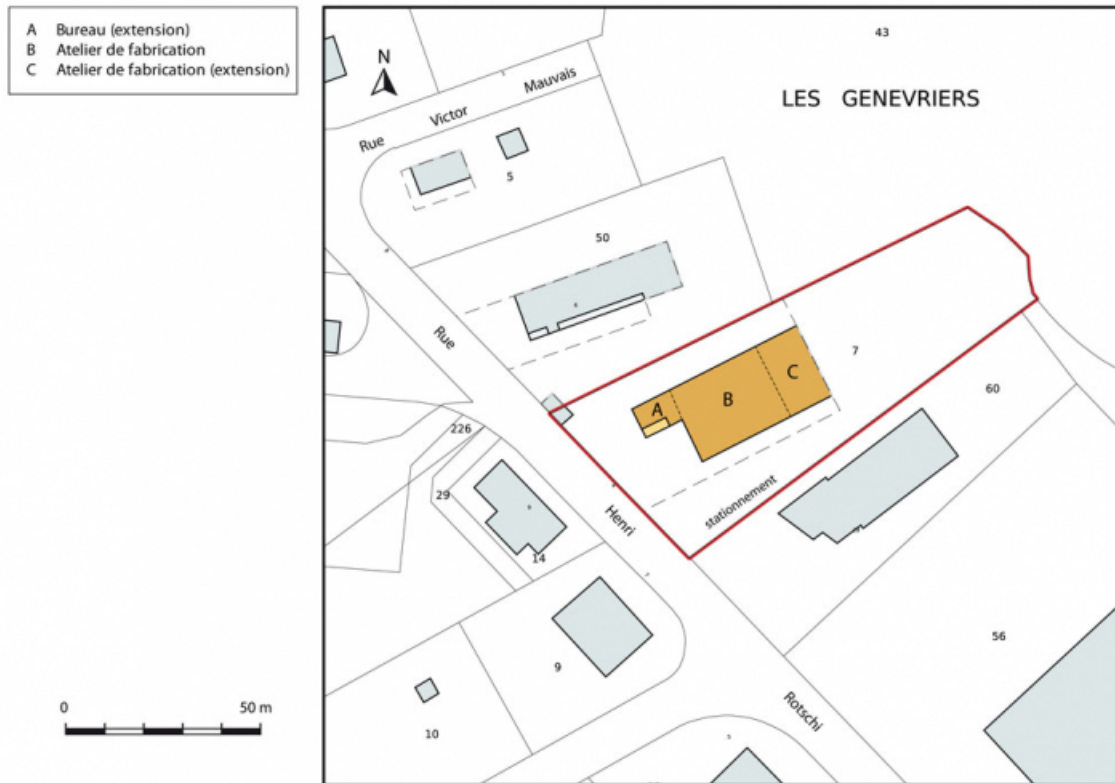 A Bureau (extension)
B Atelier de fabrication
C Atelier de fabrication (extension)
43
N
LES GENEVRIERS
Rue Victor Mauvais
5
50
Rue Henri Rotschi
7
A
B
C
60
226
29
stationnement
14
9
56
10
0 50 m